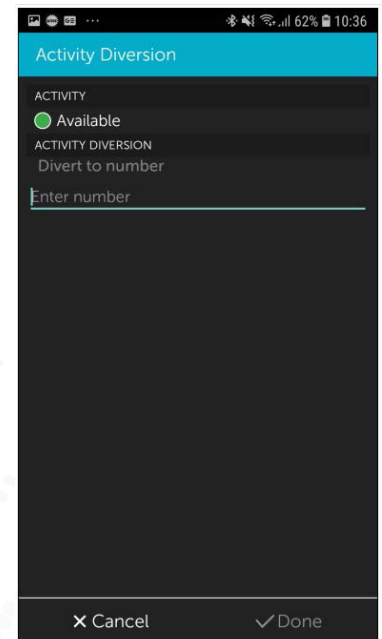 62% 10:36
Activity Diversion
ACTIVITY
Available
ACTIVITY DIVERSION
Divert to number
Enter number
Cancel Done